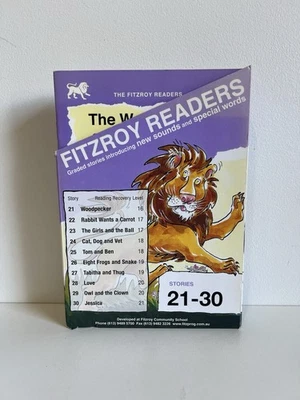 THE FITZROY READERS
The W
FITZROY READERS
Graded stories introducing new sounds and special words
Story Reading Recovery Level
21 Woodpecker 16
22 Rabbit Wants a Carrot 17
23 The Girls and the Ball 17
24 Cat, Dog and Vet 18
25 Tom and Ben 18
26 Eight Frogs and Snake 19
27 Tabitha and Thug 19
28 Love 20
29 Owl and the Clown 20
30 Jessica 21
STORIES
21-30
Developed at Fitzroy Community School